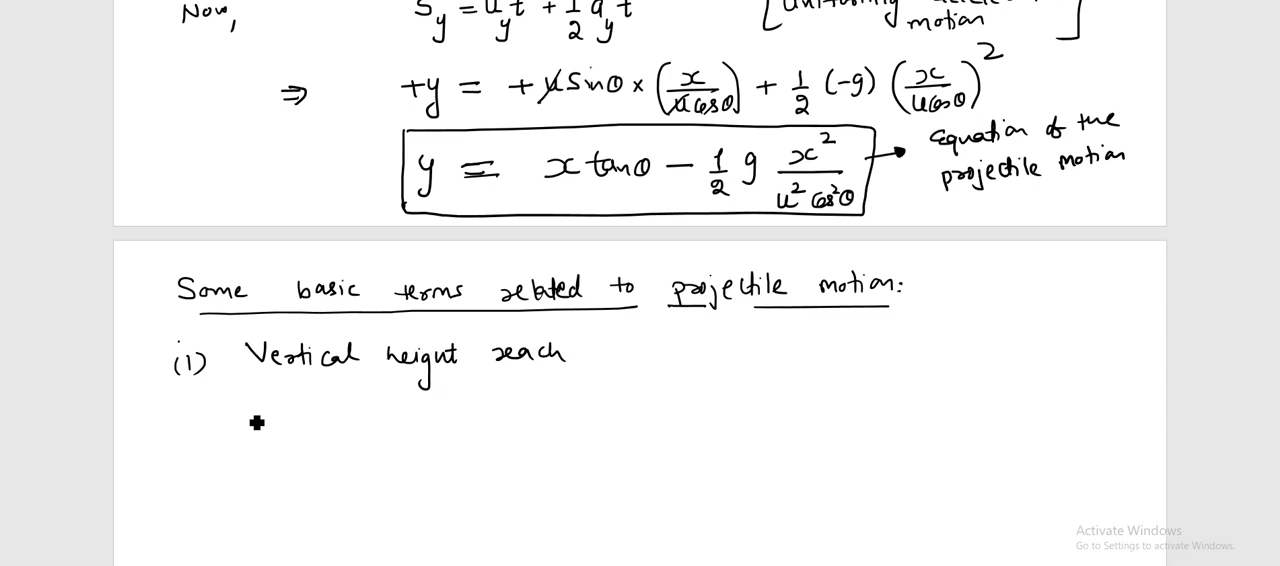 Now, S_y = u_y t + 1/2 a_y t [
motion ]
⇒ +y = + u sinθ × (x / u cosθ) + 1/2 (-g) (x / u cosθ)²
y = x tanθ - 1/2 g x² / u² cos²θ → Equation of the
projectile motion
Some basic terms related to projectile motion:
(1) Vertical height reach
Activate Windows
Go to Settings to activate Windows.